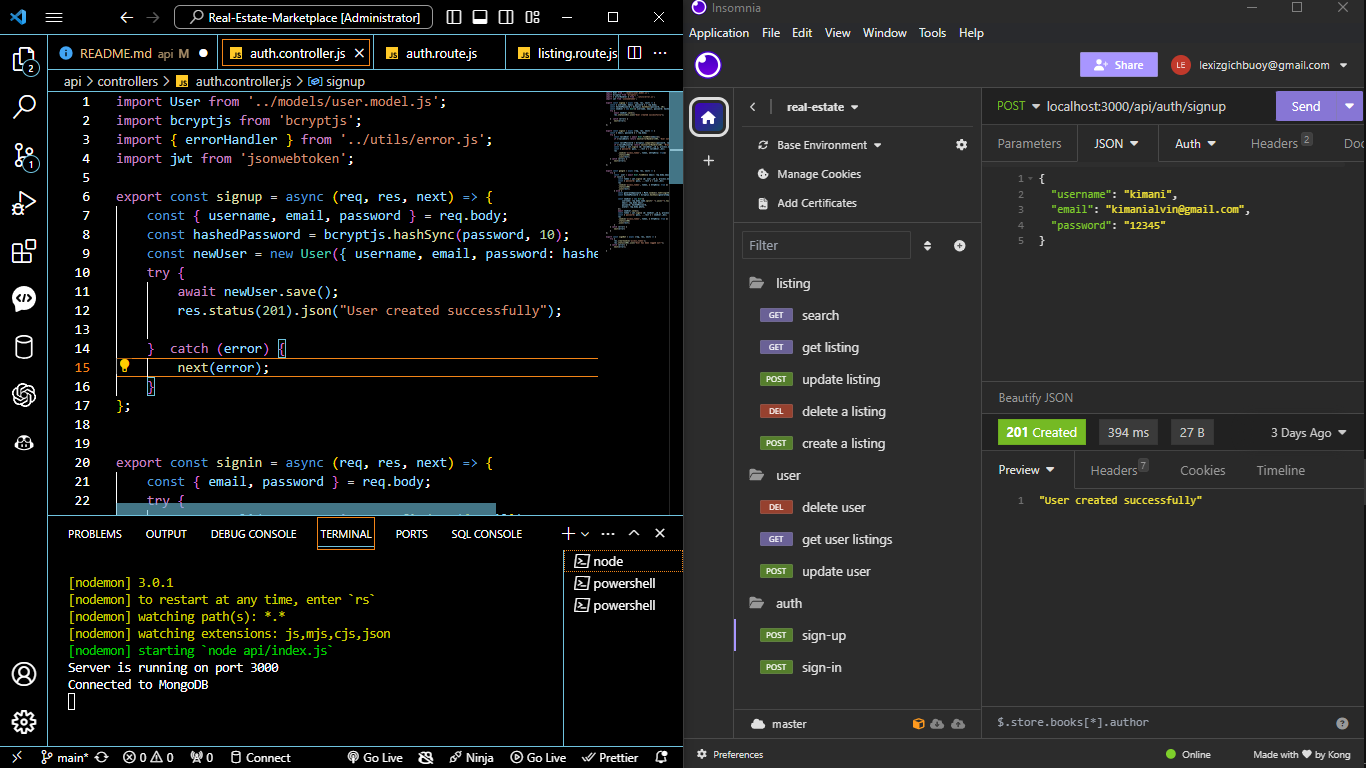 Real-Estate-Marketplace [Administrator]
README.md api M
auth.controller.js
auth.route.js
listing.route.js
api > controllers > auth.controller.js > signup
1 import User from '../models/user.model.js';
2 import bcryptjs from 'bcryptjs';
3 import { errorHandler } from '../utils/error.js';
4 import jwt from 'jsonwebtoken';
5
6 export const signup = async (req, res, next) => {
7 const { username, email, password } = req.body;
8 const hashedPassword = bcryptjs.hashSync(password, 10);
9 const newUser = new User({ username, email, password: hashe
10 try {
11 await newUser.save();
12 res.status(201).json("User created successfully");
13
14 } catch (error) {
15 next(error);
16 }
17 };
18
19
20 export const signin = async (req, res, next) => {
21 const { email, password } = req.body;
22 try {
PROBLEMS OUTPUT DEBUG CONSOLE TERMINAL PORTS SQL CONSOLE
[nodemon] 3.0.1
[nodemon] to restart at any time, enter `rs`
[nodemon] watching path(s): *.*
[nodemon] watching extensions: js,mjs,cjs,json
[nodemon] starting `node api/index.js`
Server is running on port 3000
Connected to MongoDB
node
powershell
powershell
2
1
main* 0 0 0 Connect Go Live Ninja Go Live Prettier
Insomnia
Application File Edit View Window Tools Help
Share
LE lexizgichbuoy@gmail.com
real-estate
Base Environment
Manage Cookies
Add Certificates
Filter
listing
GET search
GET get listing
POST update listing
DEL delete a listing
POST create a listing
user
DEL delete user
GET get user listings
POST update user
auth
POST sign-up
POST sign-in
master
POST localhost:3000/api/auth/signup Send
Parameters JSON Auth Headers 2 Doc
1 {
2 "username": "kimani",
3 "email": "kimanialvin@gmail.com",
4 "password": "12345"
5 }
Beautify JSON
201 Created 394 ms 27 B 3 Days Ago
Preview Headers 7 Cookies Timeline
1 "User created successfully"
$.store.books[*].author
Preferences
Online
Made with ♥ by Kong